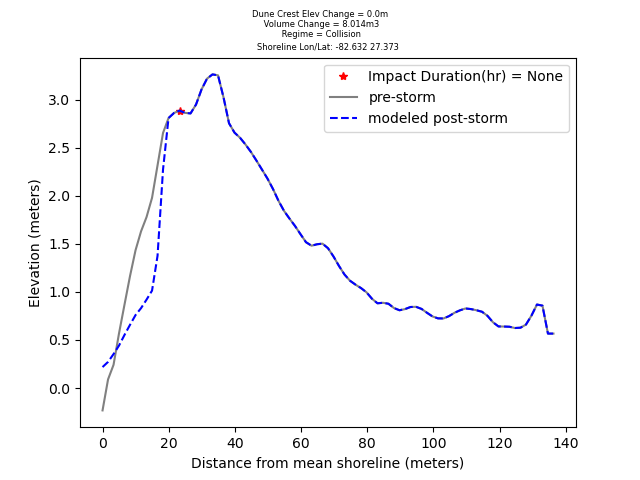 Dune Crest Elev Change = 0.0m
Volume Change = 8.014m3
Regime = Collision
Shoreline Lon/Lat: -82.632 27.373
Impact Duration(hr) = None
pre-storm
modeled post-storm
Elevation (meters)
3.0
2.5
2.0
1.5
1.0
0.5
0.0
0 20 40 60 80 100 120 140
Distance from mean shoreline (meters)